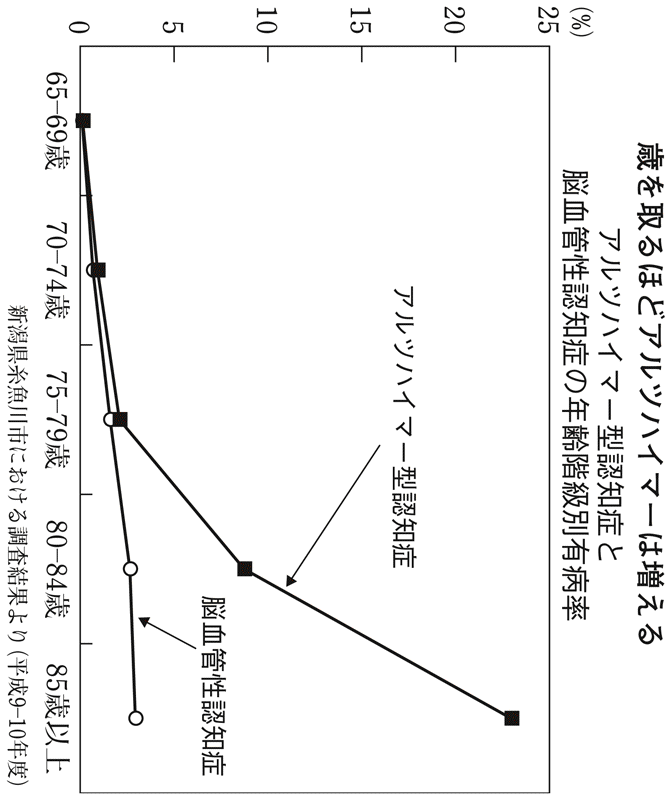 歳を取るほどアルツハイマーは増える
アルツハイマー型認知症と
脳血管性認知症の年齢階級別有病率
(%)
25
20
15
10
5
0
アルツハイマー型認知症
脳血管性認知症
65–69歳
70–74歳
75–79歳
80–84歳
85歳以上
新潟県糸魚川市における調査結果より(平成9–10年度)